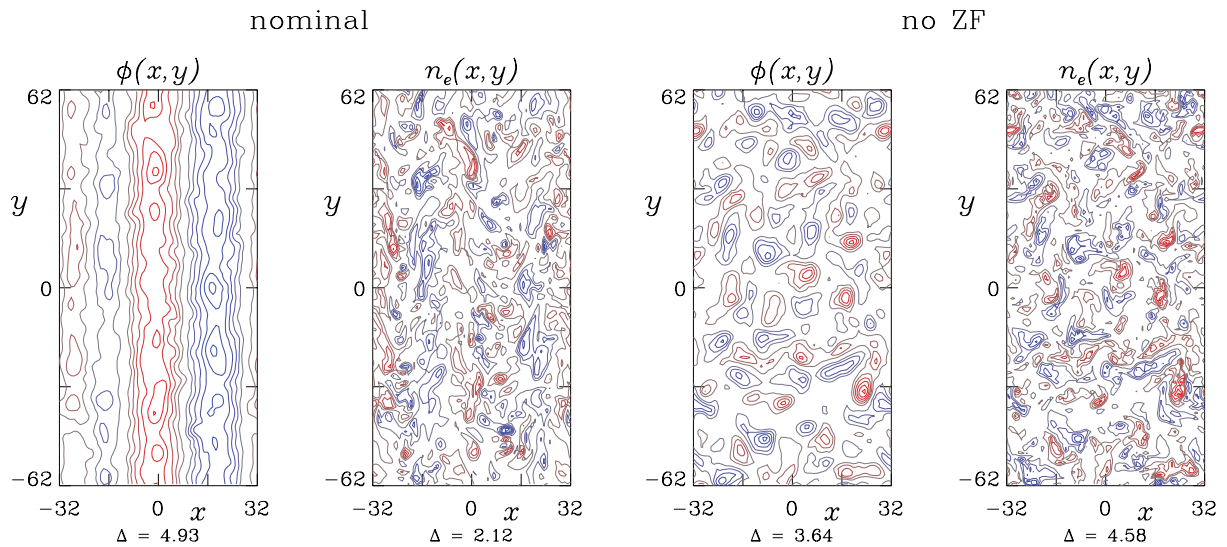 nominal no ZF
ϕ(x,y) n_e(x,y) ϕ(x,y) n_e(x,y)
62 62 62 62
y y y y
0 0 0 0
−62 −62 −62 −62
−32 0 x 32 −32 0 x 32 −32 0 x 32 −32 0 x 32
Δ = 4.93 Δ = 2.12 Δ = 3.64 Δ = 4.58